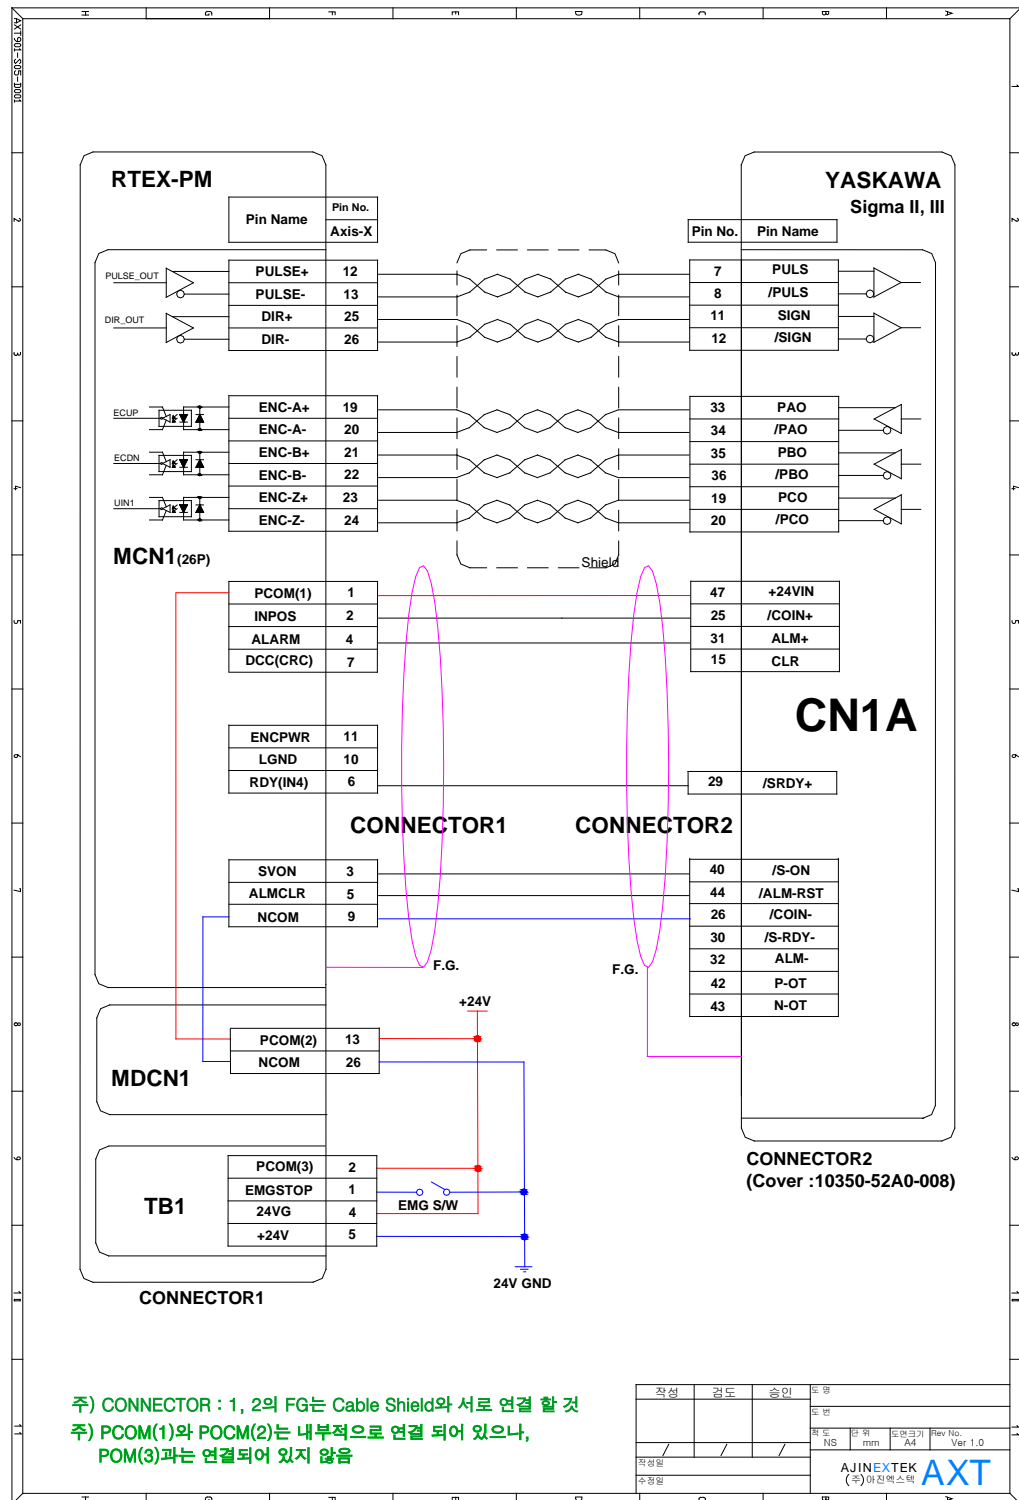 H G F E D C B A
AXT901-S05-D001
RTEX-PM
YASKAWA
Sigma II, III
Pin Name Pin No.
Axis-X
Pin No. Pin Name
PULSE_OUT PULSE+ 12 7 PULS
PULSE- 13 8 /PULS
DIR_OUT DIR+ 25 11 SIGN
DIR- 26 12 /SIGN
ECUP ENC-A+ 19 33 PAO
ENC-A- 20 34 /PAO
ECDN ENC-B+ 21 35 PBO
ENC-B- 22 36 /PBO
UIN1 ENC-Z+ 23 19 PCO
ENC-Z- 24 20 /PCO
MCN1 (26P)
Shield
PCOM(1) 1 47 +24VIN
INPOS 2 25 /COIN+
ALARM 4 31 ALM+
DCC(CRC) 7 15 CLR
CN1A
ENCPWR 11
LGND 10
RDY(IN4) 6 29 /SRDY+
CONNECTOR1 CONNECTOR2
SVON 3 40 /S-ON
ALMCLR 5 44 /ALM-RST
NCOM 9 26 /COIN-
30 /S-RDY-
32 ALM-
42 P-OT
43 N-OT
F.G. F.G.
+24V
PCOM(2) 13
NCOM 26
MDCN1
PCOM(3) 2
EMGSTOP 1
24VG 4
+24V 5
TB1
EMG S/W
24V GND
CONNECTOR1
CONNECTOR2
(Cover :10350-52A0-008)
주) CONNECTOR : 1, 2의 FG는 Cable Shield와 서로 연결 할 것
주) PCOM(1)와 POCM(2)는 내부적으로 연결 되어 있으나,
POM(3)과는 연결되어 있지 않음
작성 검도 승인 도 명
도 번
척 도 단 위 도면크기 Rev No.
NS mm A4 Ver 1.0
/ / /
작성일
수정일
AJINEXTEK
(주)아진엑스텍
AXT
1 2 3 4 5 6 7 8 9 10 11
H G F E D C B A